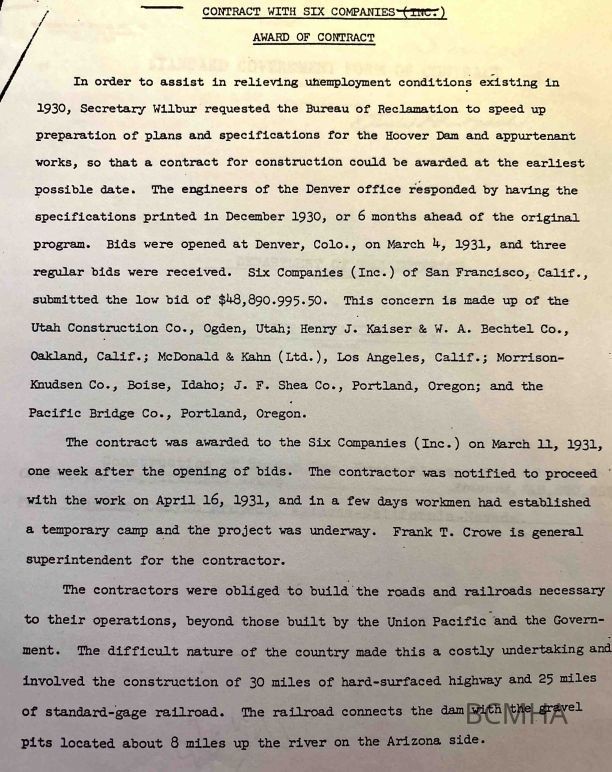 CONTRACT WITH SIX COMPANIES (INC.)
AWARD OF CONTRACT
In order to assist in relieving unemployment conditions existing in
1930, Secretary Wilbur requested the Bureau of Reclamation to speed up
preparation of plans and specifications for the Hoover Dam and appurtenant
works, so that a contract for construction could be awarded at the earliest
possible date. The engineers of the Denver office responded by having the
specifications printed in December 1930, or 6 months ahead of the original
program. Bids were opened at Denver, Colo., on March 4, 1931, and three
regular bids were received. Six Companies (Inc.) of San Francisco, Calif.,
submitted the low bid of $48,890.995.50. This concern is made up of the
Utah Construction Co., Ogden, Utah; Henry J. Kaiser & W. A. Bechtel Co.,
Oakland, Calif.; McDonald & Kahn (Ltd.), Los Angeles, Calif.; Morrison-
Knudsen Co., Boise, Idaho; J. F. Shea Co., Portland, Oregon; and the
Pacific Bridge Co., Portland, Oregon.
The contract was awarded to the Six Companies (Inc.) on March 11, 1931,
one week after the opening of bids. The contractor was notified to proceed
with the work on April 16, 1931, and in a few days workmen had established
a temporary camp and the project was underway. Frank T. Crowe is general
superintendent for the contractor.
The contractors were obliged to build the roads and railroads necessary
to their operations, beyond those built by the Union Pacific and the Govern-
ment. The difficult nature of the country made this a costly undertaking and
involved the construction of 30 miles of hard-surfaced highway and 25 miles
of standard-gage railroad. The railroad connects the dam with the gravel
pits located about 8 miles up the river on the Arizona side.
BCMHA